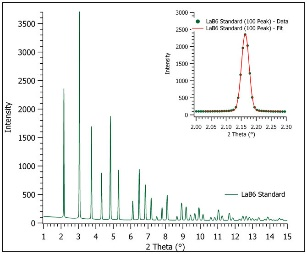 3500
3000
2500
2000
1500
1000
500
0
Intensity
1 2 3 4 5 6 7 8 9 10 11 12 13 14 15
2 Theta (°)
LaB6 Standard
3000
2500
2000
1500
1000
500
0
Intensity
LaB6 Standard (100 Peak) - Data
LaB6 Standard (100 Peak) - Fit
2.00 2.05 2.10 2.15 2.20 2.25 2.30
2 Theta (°)